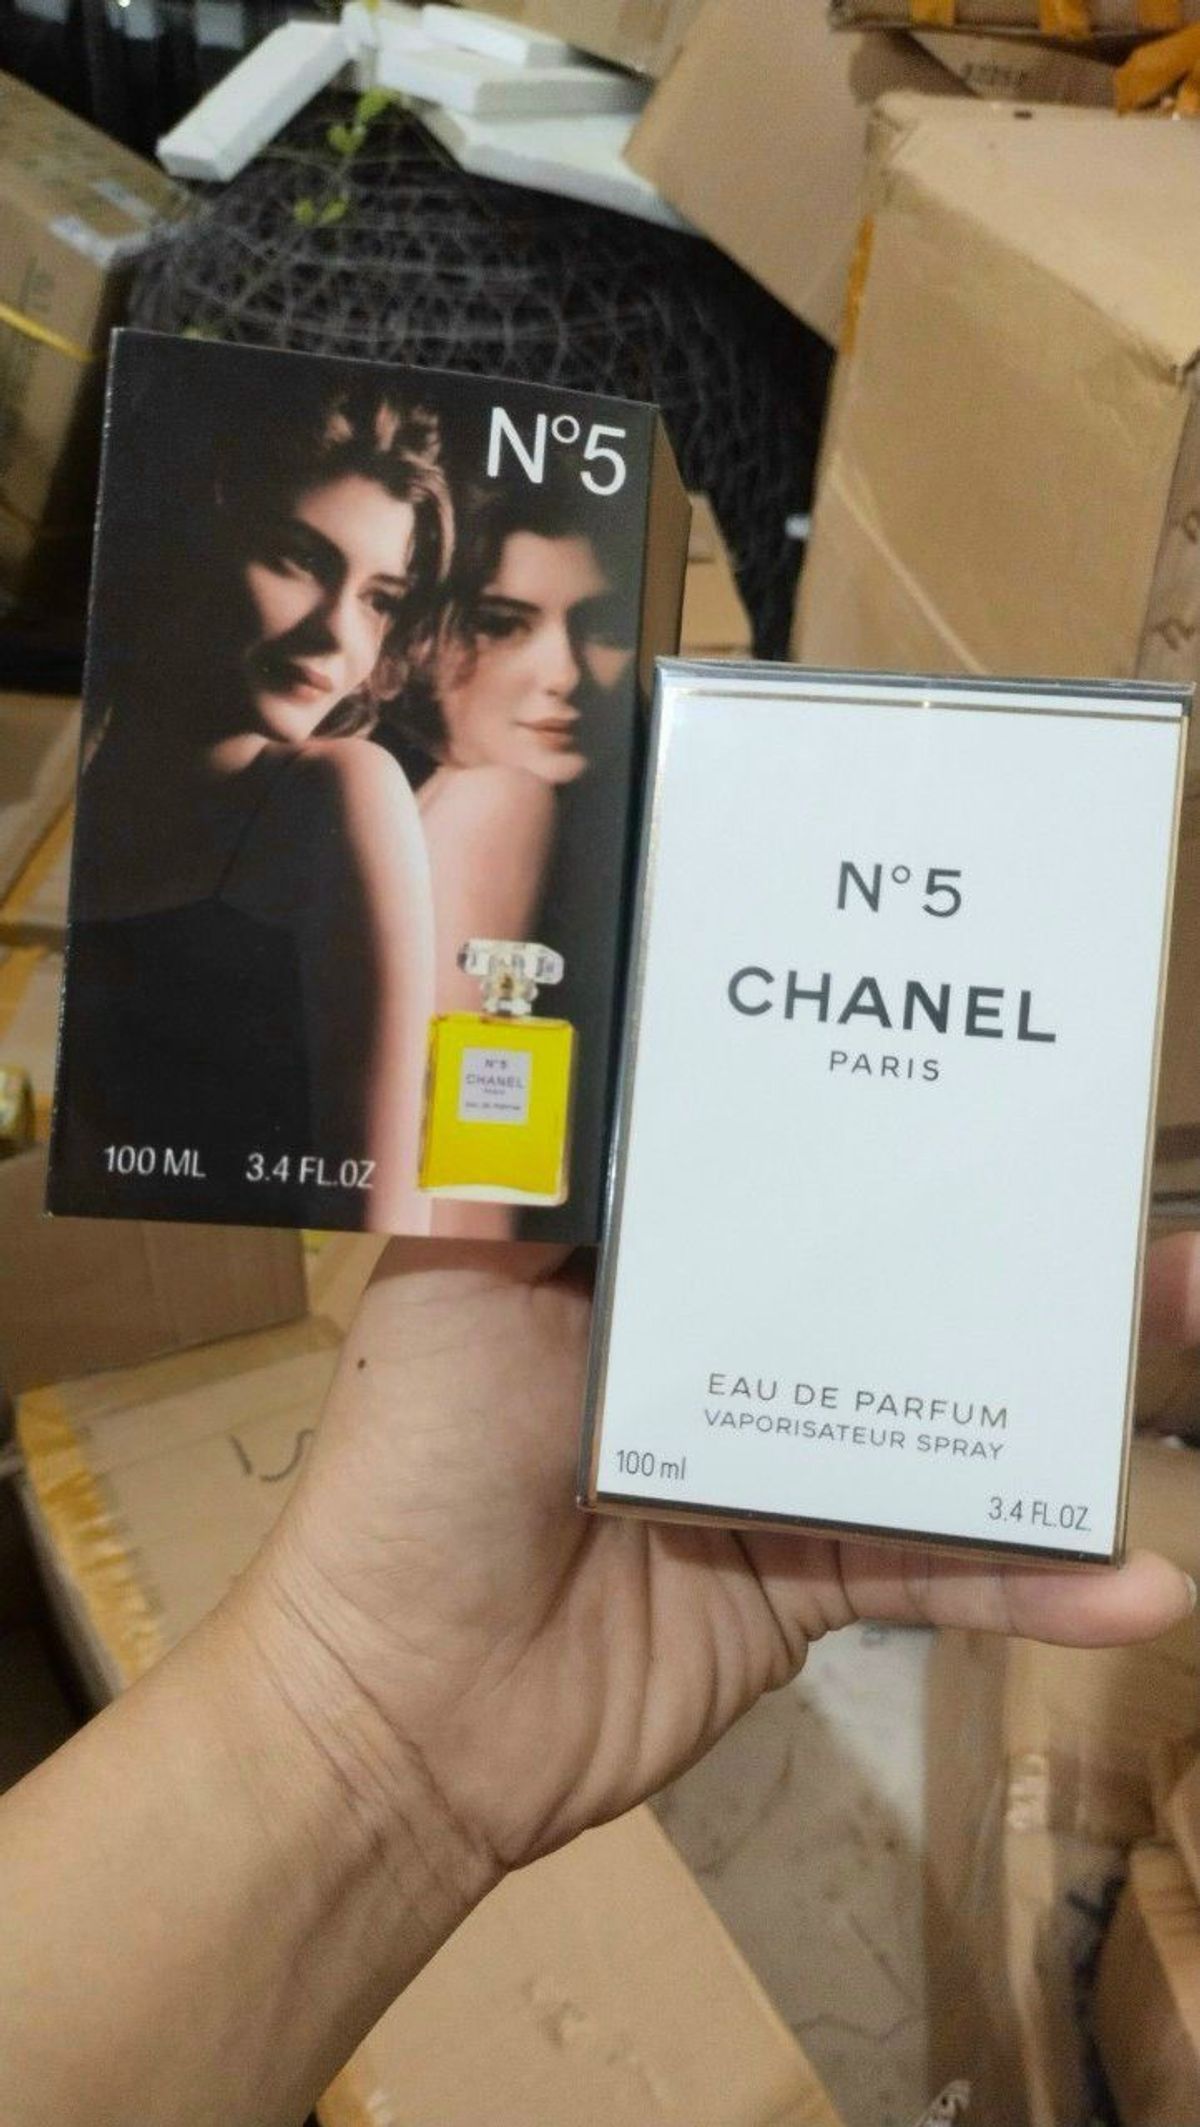 N°5
N°5
CHANEL
PARIS
EAU DE PARFUM
100 ML 3.4 FL.OZ
N°5
CHANEL
PARIS
EAU DE PARFUM
VAPORISATEUR SPRAY
100 ml
3.4 FL.OZ.